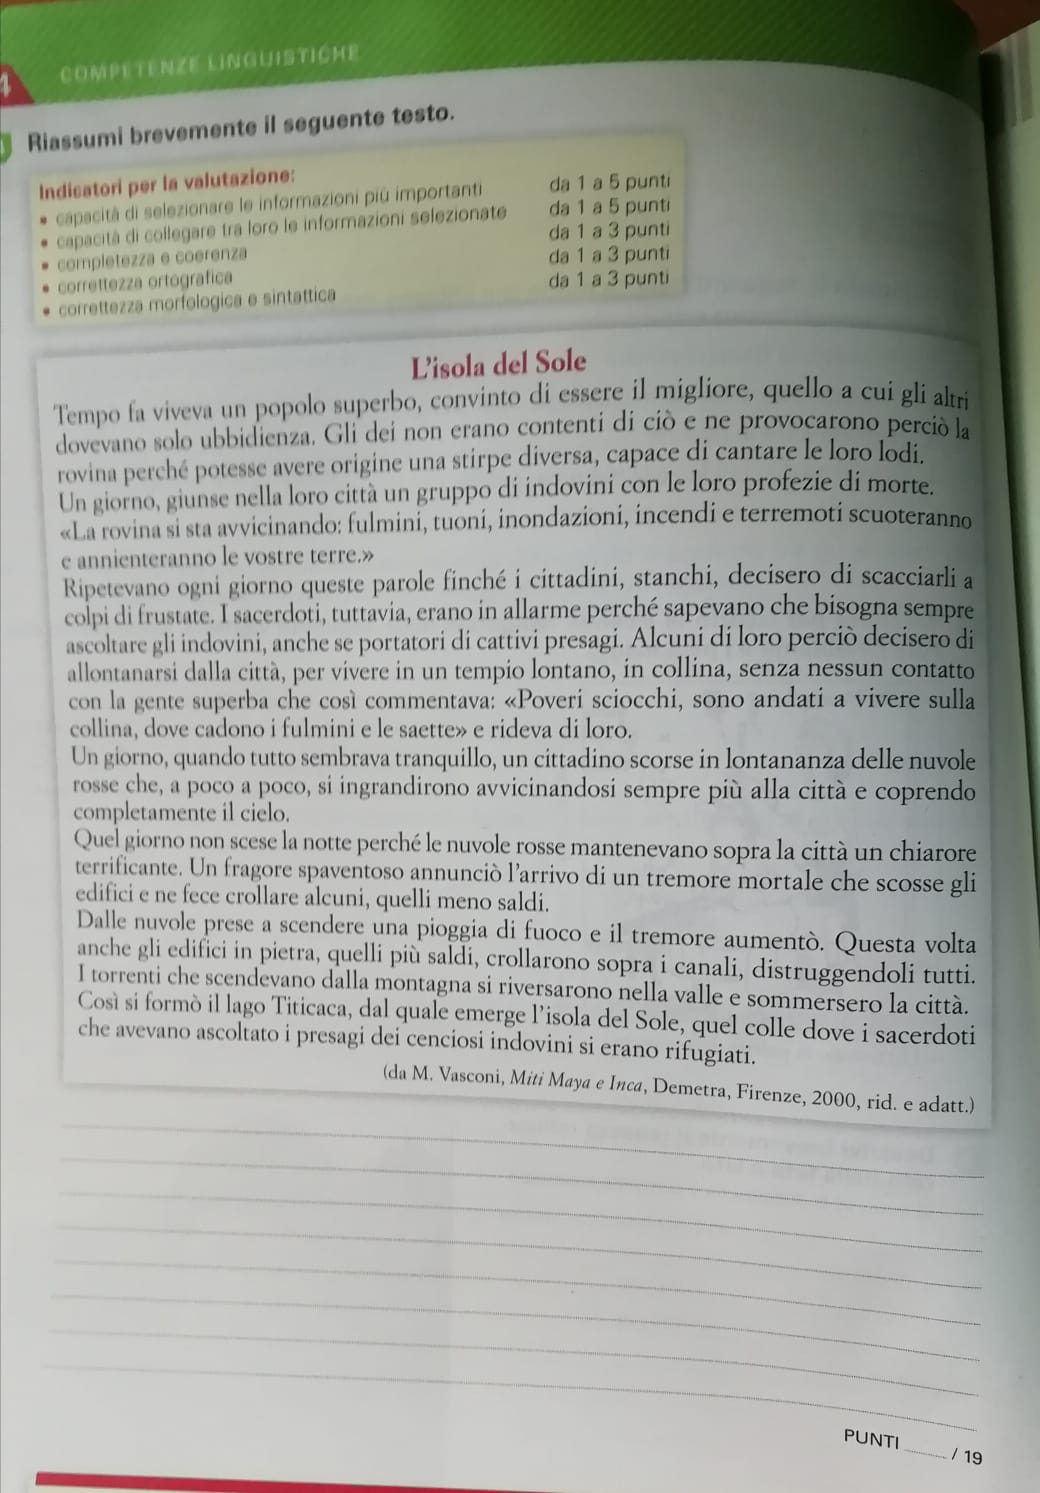 4
COMPETENZE LINGUISTICHE
Riassumi brevemente il seguente testo.
Indicatori per la valutazione:
• capacità di selezionare le informazioni più importanti da 1 a 5 punti
• capacità di collegare tra loro le informazioni selezionate da 1 a 5 punti
• completezza e coerenza da 1 a 3 punti
• correttezza ortografica da 1 a 3 punti
• correttezza morfologica e sintattica da 1 a 3 punti
L'isola del Sole
Tempo fa viveva un popolo superbo, convinto di essere il migliore, quello a cui gli altri
dovevano solo ubbidienza. Gli dei non erano contenti di ciò e ne provocarono perciò la
rovina perché potesse avere origine una stirpe diversa, capace di cantare le loro lodi.
Un giorno, giunse nella loro città un gruppo di indovini con le loro profezie di morte.
«La rovina si sta avvicinando: fulmini, tuoni, inondazioni, incendi e terremoti scuoteranno
e annienteranno le vostre terre.»
Ripetevano ogni giorno queste parole finché i cittadini, stanchi, decisero di scacciarli a
colpi di frustate. I sacerdoti, tuttavia, erano in allarme perché sapevano che bisogna sempre
ascoltare gli indovini, anche se portatori di cattivi presagi. Alcuni di loro perciò decisero di
allontanarsi dalla città, per vivere in un tempio lontano, in collina, senza nessun contatto
con la gente superba che così commentava: «Poveri sciocchi, sono andati a vivere sulla
collina, dove cadono i fulmini e le saette» e rideva di loro.
Un giorno, quando tutto sembrava tranquillo, un cittadino scorse in lontananza delle nuvole
rosse che, a poco a poco, si ingrandirono avvicinandosi sempre più alla città e coprendo
completamente il cielo.
Quel giorno non scese la notte perché le nuvole rosse mantenevano sopra la città un chiarore
terrificante. Un fragore spaventoso annunciò l'arrivo di un tremore mortale che scosse gli
edifici e ne fece crollare alcuni, quelli meno saldi.
Dalle nuvole prese a scendere una pioggia di fuoco e il tremore aumentò. Questa volta
anche gli edifici in pietra, quelli più saldi, crollarono sopra i canali, distruggendoli tutti.
I torrenti che scendevano dalla montagna si riversarono nella valle e sommersero la città.
Così si formò il lago Titicaca, dal quale emerge l'isola del Sole, quel colle dove i sacerdoti
che avevano ascoltato i presagi dei cenciosi indovini si erano rifugiati.
(da M. Vasconi, Miti Maya e Inca, Demetra, Firenze, 2000, rid. e adatt.)
PUNTI ______ / 19